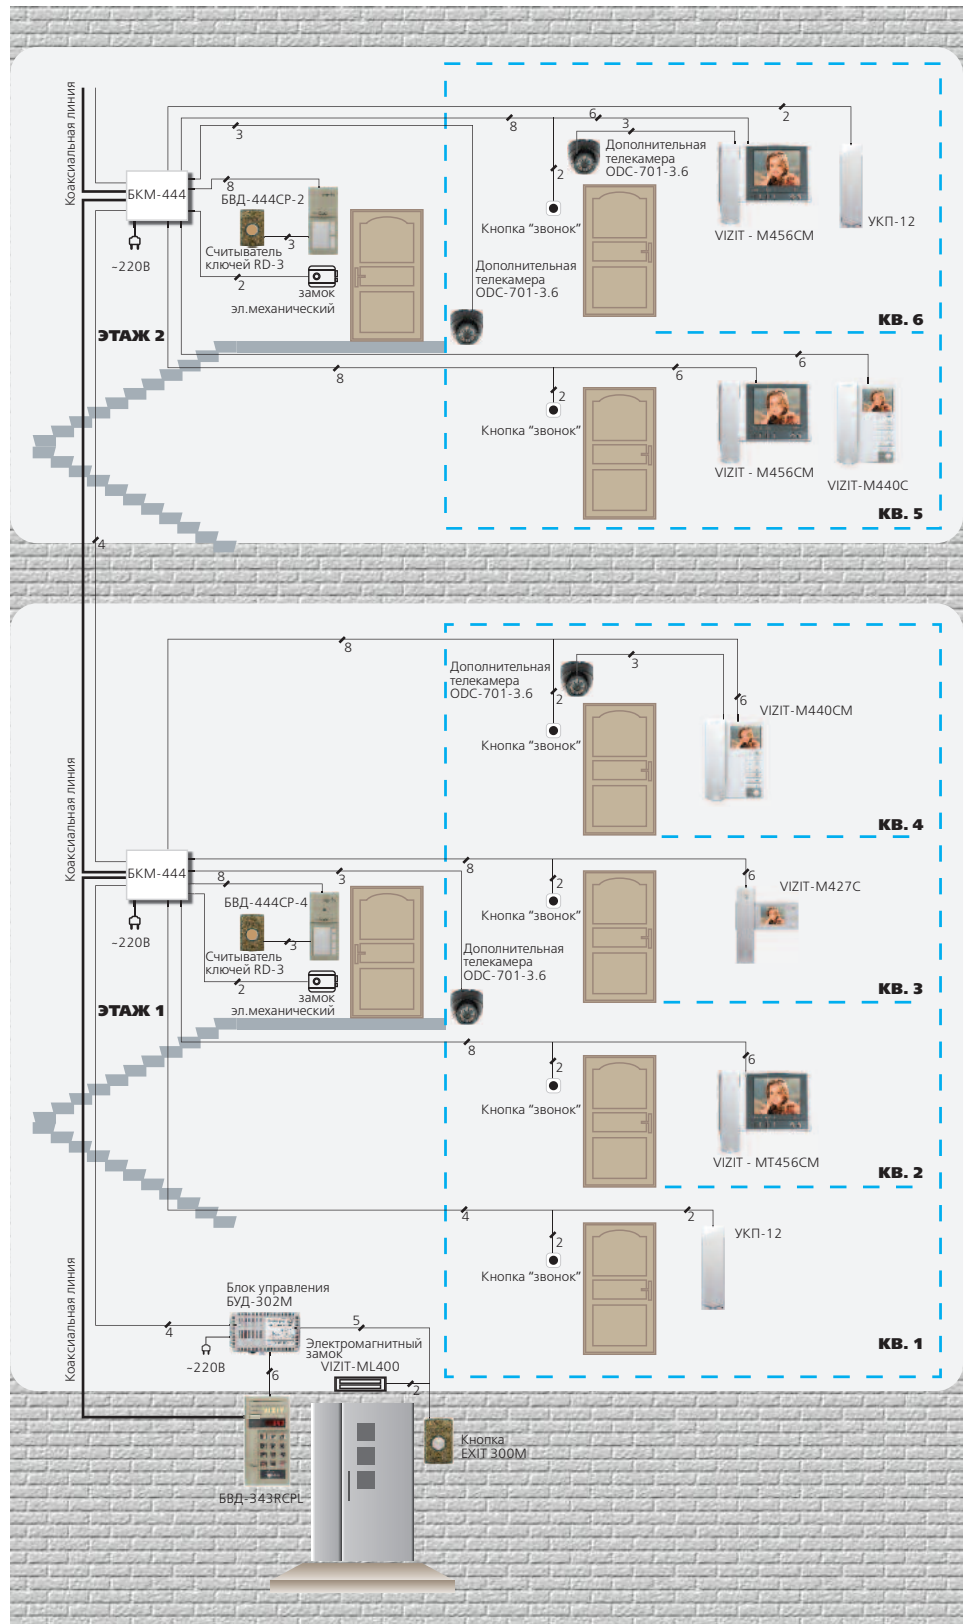 Коаксиальная линия
2
6
8
3
3
Дополнительная
телекамера
ODC-701-3.6
2
8
БКМ-444
БВД-444СР-2
Кнопка “звонок”
VIZIT - M456CM
УКП-12
~220В
3
Считыватель
ключей RD-3
2
замок
эл.механический
Дополнительная
телекамера
ODC-701-3.6
ЭТАЖ 2
КВ. 6
8
6
6
2
Кнопка “звонок”
VIZIT - M456CM
VIZIT-M440C
КВ. 5
4
8
3
Дополнительная
телекамера
ODC-701-3.6
2
6
VIZIT-M440CM
Кнопка “звонок”
Коаксиальная линия
КВ. 4
БКМ-444
8
3
8
2
6
VIZIT-M427C
БВД-444СР-4
Кнопка “звонок”
~220В
3
Считыватель
ключей RD-3
2
замок
эл.механический
Дополнительная
телекамера
ODC-701-3.6
КВ. 3
ЭТАЖ 1
8
2
6
Кнопка “звонок”
VIZIT - MT456CM
КВ. 2
4
2
2
УКП-12
Кнопка “звонок”
Коаксиальная линия
Блок управления
БУД-302М
4
5
~220В
6
Электромагнитный
замок
VIZIT-ML400
2
КВ. 1
Кнопка
EXIT 300M
БВД-343RCPL